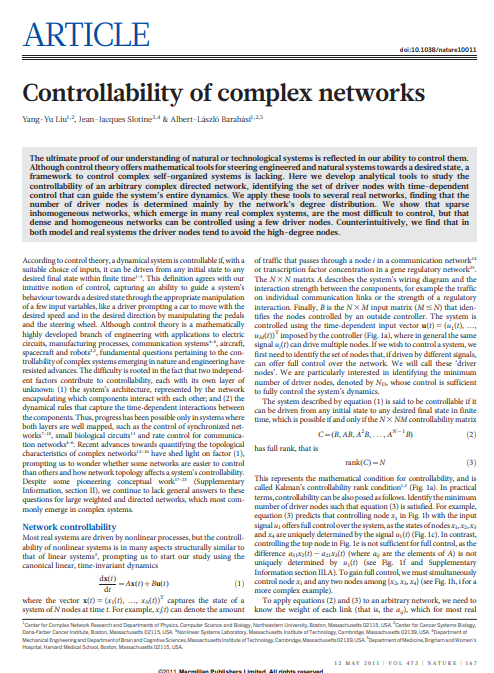 ARTICLE
doi:10.1038/nature10011
Controllability of complex networks
Yang-Yu Liu1,2, Jean-Jacques Slotine3,4 & Albert-László Barabási1,2,5
The ultimate proof of our understanding of natural or technological systems is reflected in our ability to control them.
Although control theory offers mathematical tools for steering engineered and natural systems towards a desired state, a
framework to control complex self-organized systems is lacking. Here we develop analytical tools to study the
controllability of an arbitrary complex directed network, identifying the set of driver nodes with time-dependent
control that can guide the system's entire dynamics. We apply these tools to several real networks, finding that the
number of driver nodes is determined mainly by the network's degree distribution. We show that sparse
inhomogeneous networks, which emerge in many real complex systems, are the most difficult to control, but that
dense and homogeneous networks can be controlled using a few driver nodes. Counterintuitively, we find that in
both model and real systems the driver nodes tend to avoid the high-degree nodes.
According to control theory, a dynamical system is controllable if, with a
suitable choice of inputs, it can be driven from any initial state to any
desired final state within finite time1–3. This definition agrees with our
intuitive notion of control, capturing an ability to guide a system's
behaviour towards a desired state through the appropriate manipulation
of a few input variables, like a driver prompting a car to move with the
desired speed and in the desired direction by manipulating the pedals
and the steering wheel. Although control theory is a mathematically
highly developed branch of engineering with applications to electric
circuits, manufacturing processes, communication systems4–6, aircraft,
spacecraft and robots2,3, fundamental questions pertaining to the con-
trollability of complex systems emerging in nature and engineering have
resisted advances. The difficulty is rooted in the fact that two independ-
ent factors contribute to controllability, each with its own layer of
unknown: (1) the system's architecture, represented by the network
encapsulating which components interact with each other; and (2) the
dynamical rules that capture the time-dependent interactions between
the components. Thus, progress has been possible only in systems where
both layers are well mapped, such as the control of synchronized net-
works7–10, small biological circuits11 and rate control for communica-
tion networks4–6. Recent advances towards quantifying the topological
characteristics of complex networks12–16 have shed light on factor (1),
prompting us to wonder whether some networks are easier to control
than others and how network topology affects a system's controllability.
Despite some pioneering conceptual work17–23 (Supplementary
Information, section II), we continue to lack general answers to these
questions for large weighted and directed networks, which most com-
monly emerge in complex systems.
Network controllability
Most real systems are driven by nonlinear processes, but the controll-
ability of nonlinear systems is in many aspects structurally similar to
that of linear systems3, prompting us to start our study using the
canonical linear, time-invariant dynamics
dx(t)/dt = Ax(t) + Bu(t) (1)
where the vector x(t) = (x1(t), …, xN(t))T captures the state of a
system of N nodes at time t. For example, xi(t) can denote the amount
of traffic that passes through a node i in a communication network24
or transcription factor concentration in a gene regulatory network25.
The N × N matrix A describes the system's wiring diagram and the
interaction strength between the components, for example the traffic
on individual communication links or the strength of a regulatory
interaction. Finally, B is the N × M input matrix (M ≤ N) that iden-
tifies the nodes controlled by an outside controller. The system is
controlled using the time-dependent input vector u(t) = (u1(t), …,
uM(t))T imposed by the controller (Fig. 1a), where in general the same
signal ui(t) can drive multiple nodes. If we wish to control a system, we
first need to identify the set of nodes that, if driven by different signals,
can offer full control over the network. We will call these 'driver
nodes'. We are particularly interested in identifying the minimum
number of driver nodes, denoted by ND, whose control is sufficient
to fully control the system's dynamics.
The system described by equation (1) is said to be controllable if it
can be driven from any initial state to any desired final state in finite
time, which is possible if and only if the N × NM controllability matrix
C = (B, AB, A2B, . . . , AN−1B) (2)
has full rank, that is
rank(C) = N (3)
This represents the mathematical condition for controllability, and is
called Kalman's controllability rank condition1,2 (Fig. 1a). In practical
terms, controllability can be also posed as follows. Identify the minimum
number of driver nodes such that equation (3) is satisfied. For example,
equation (3) predicts that controlling node x1 in Fig. 1b with the input
signal u1 offers full control over the system, as the states of nodes x1, x2, x3
and x4 are uniquely determined by the signal u1(t) (Fig. 1c). In contrast,
controlling the top node in Fig. 1e is not sufficient for full control, as the
difference a31x2(t) − a21x3(t) (where aij are the elements of A) is not
uniquely determined by u1(t) (see Fig. 1f and Supplementary
Information section III.A). To gain full control, we must simultaneously
control node x1 and any two nodes among {x2, x3, x4} (see Fig. 1h, i for a
more complex example).
To apply equations (2) and (3) to an arbitrary network, we need to
know the weight of each link (that is, the aij), which for most real
1Center for Complex Network Research and Departments of Physics, Computer Science and Biology, Northeastern University, Boston, Massachusetts 02115, USA. 2Center for Cancer Systems Biology,
Dana-Farber Cancer Institute, Boston, Massachusetts 02115, USA. 3Nonlinear Systems Laboratory, Massachusetts Institute of Technology, Cambridge, Massachusetts 02139, USA. 4Department of
Mechanical Engineering and Department of Brain and Cognitive Sciences, Massachusetts Institute of Technology, Cambridge, Massachusetts 02139, USA. 5Department of Medicine, Brigham and Women's
Hospital, Harvard Medical School, Boston, Massachusetts 02115, USA.
12 MAY 2011 | VOL 473 | NATURE | 167
©2011 Macmillan Publishers Limited. All rights reserved